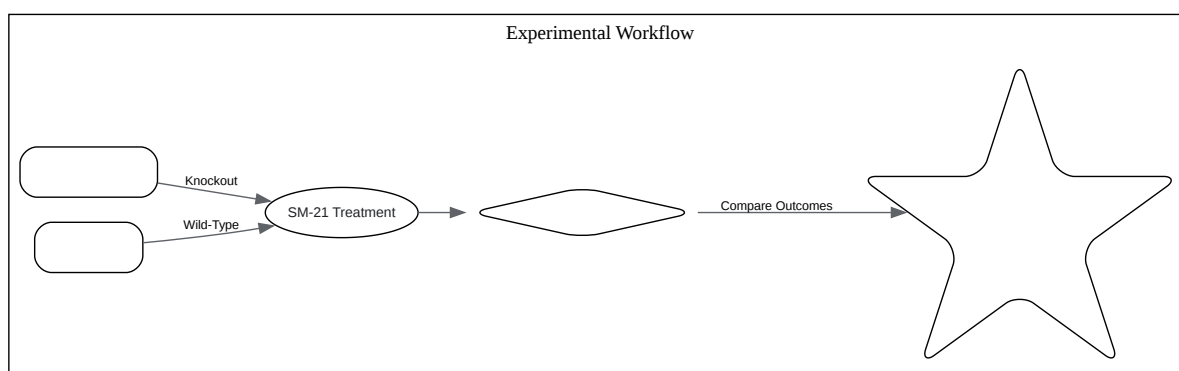 Experimental Workflow
Knockout
SM-21 Treatment
Wild-Type
Compare Outcomes